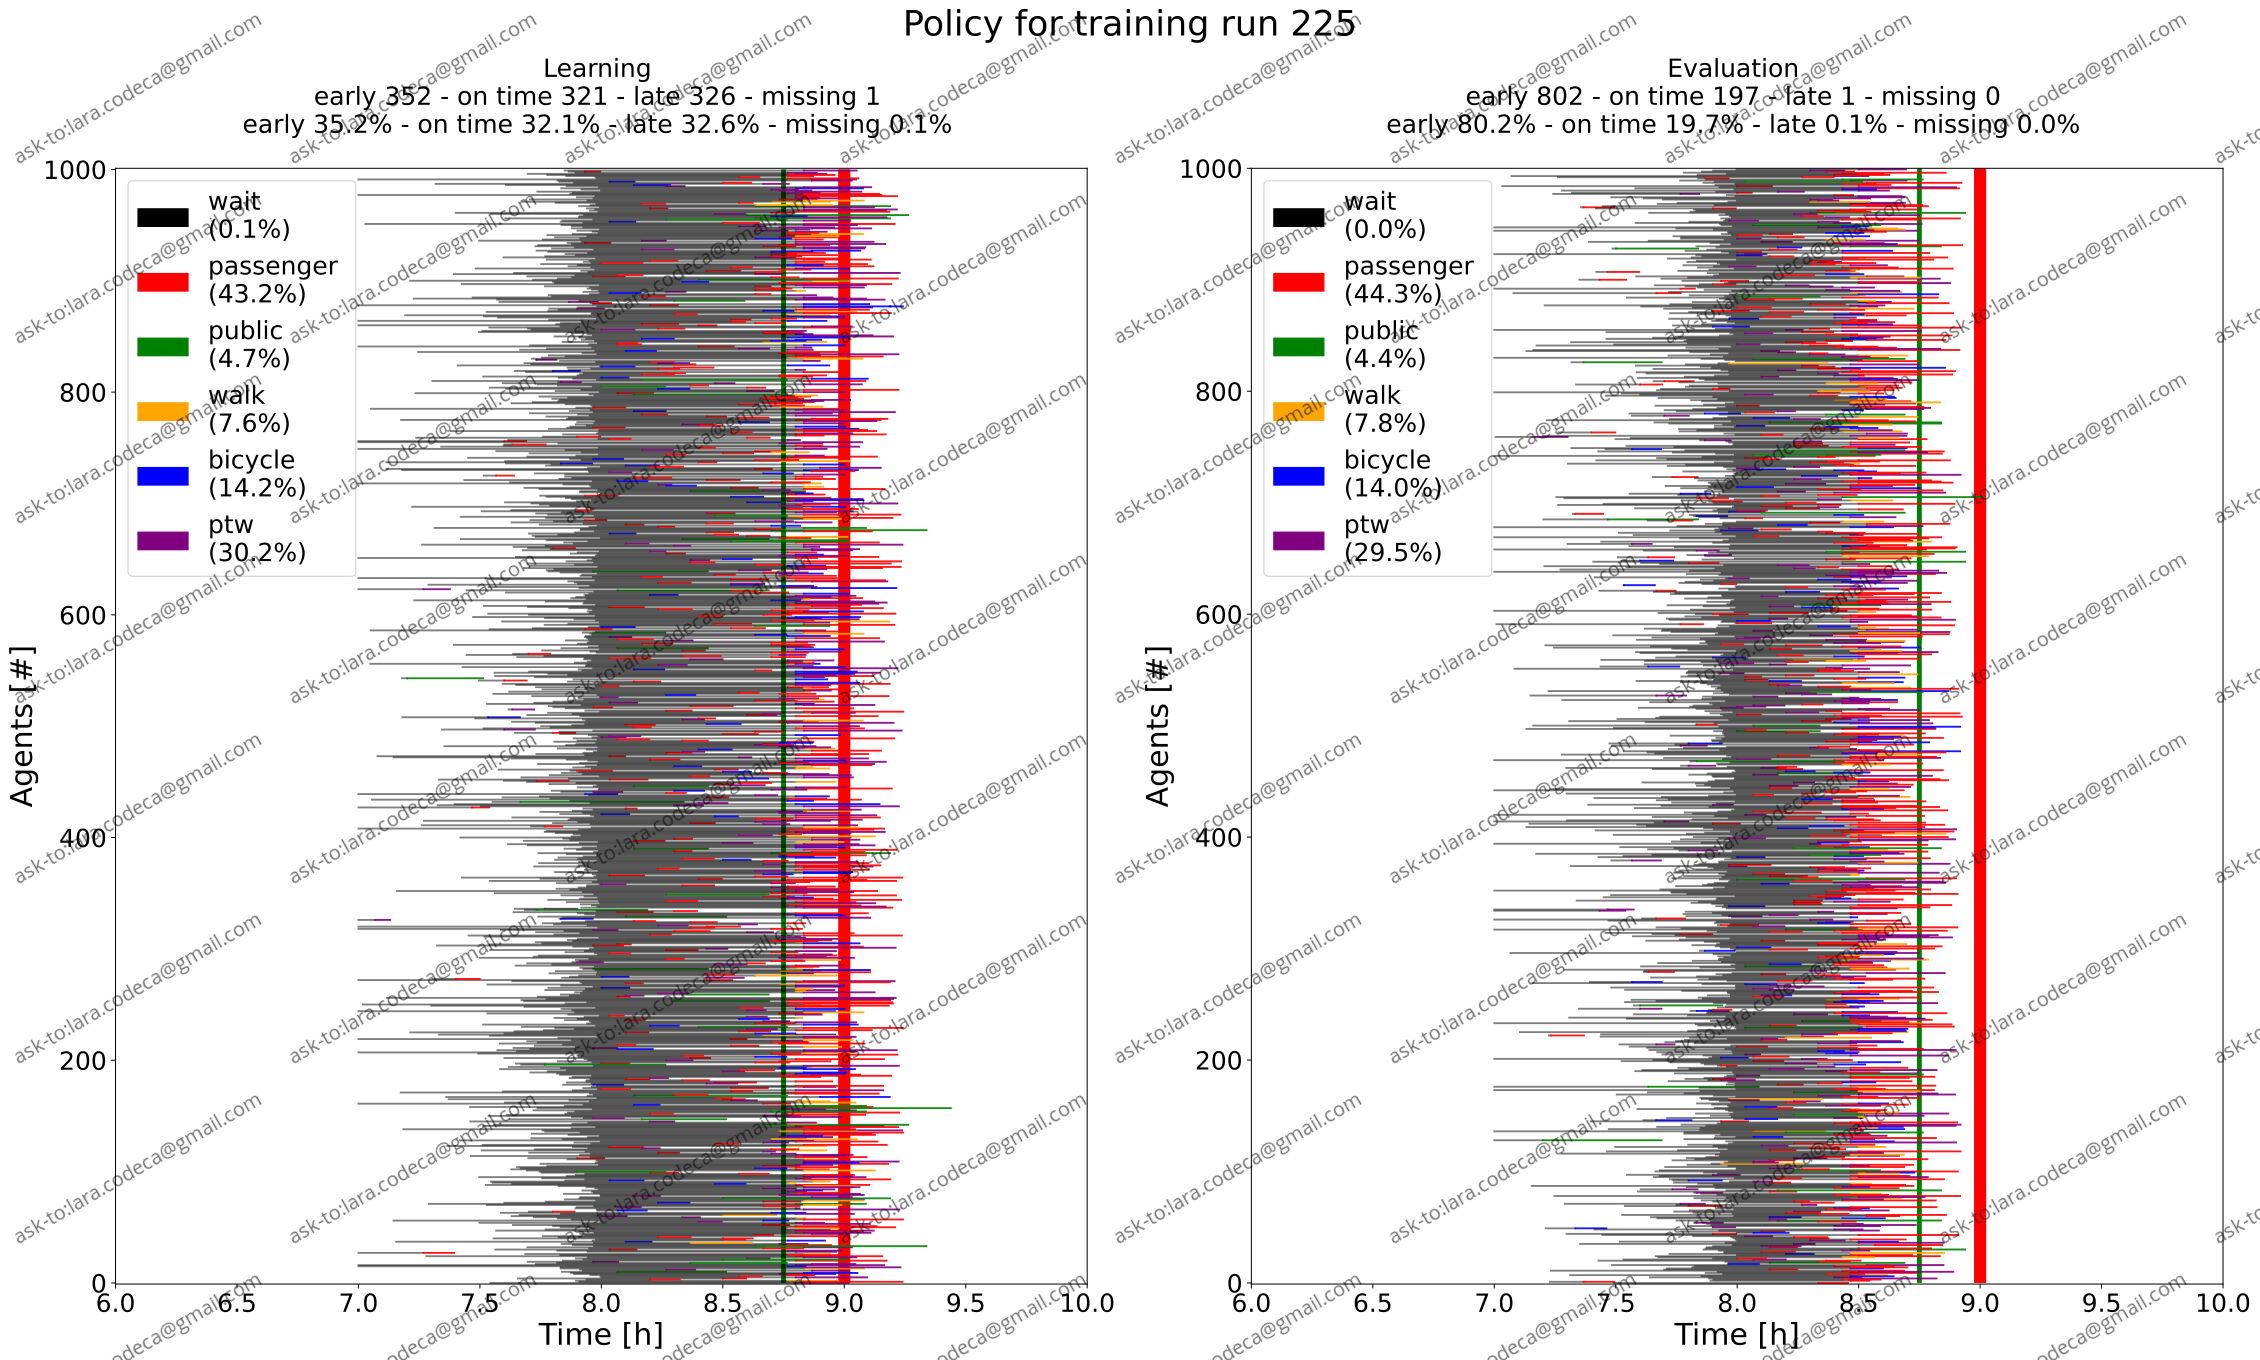 Policy for training run 225
Learning
early 352 - on time 321 - late 326 - missing 1
early 35.2% - on time 32.1% - late 32.6% - missing 0.1%
Agents [#]
1000
800
600
400
200
0
wait
(0.1%)
passenger
(43.2%)
public
(4.7%)
walk
(7.6%)
bicycle
(14.2%)
ptw
(30.2%)
6.0 6.5 7.0 7.5 8.0 8.5 9.0 9.5 10.0
Time [h]
Evaluation
early 802 - on time 197 - late 1 - missing 0
early 80.2% - on time 19.7% - late 0.1% - missing 0.0%
Agents [#]
1000
800
600
400
200
0
wait
(0.0%)
passenger
(44.3%)
public
(4.4%)
walk
(7.8%)
bicycle
(14.0%)
ptw
(29.5%)
6.0 6.5 7.0 7.5 8.0 8.5 9.0 9.5 10.0
Time [h]
ask-to:lara.codeca@gmail.com